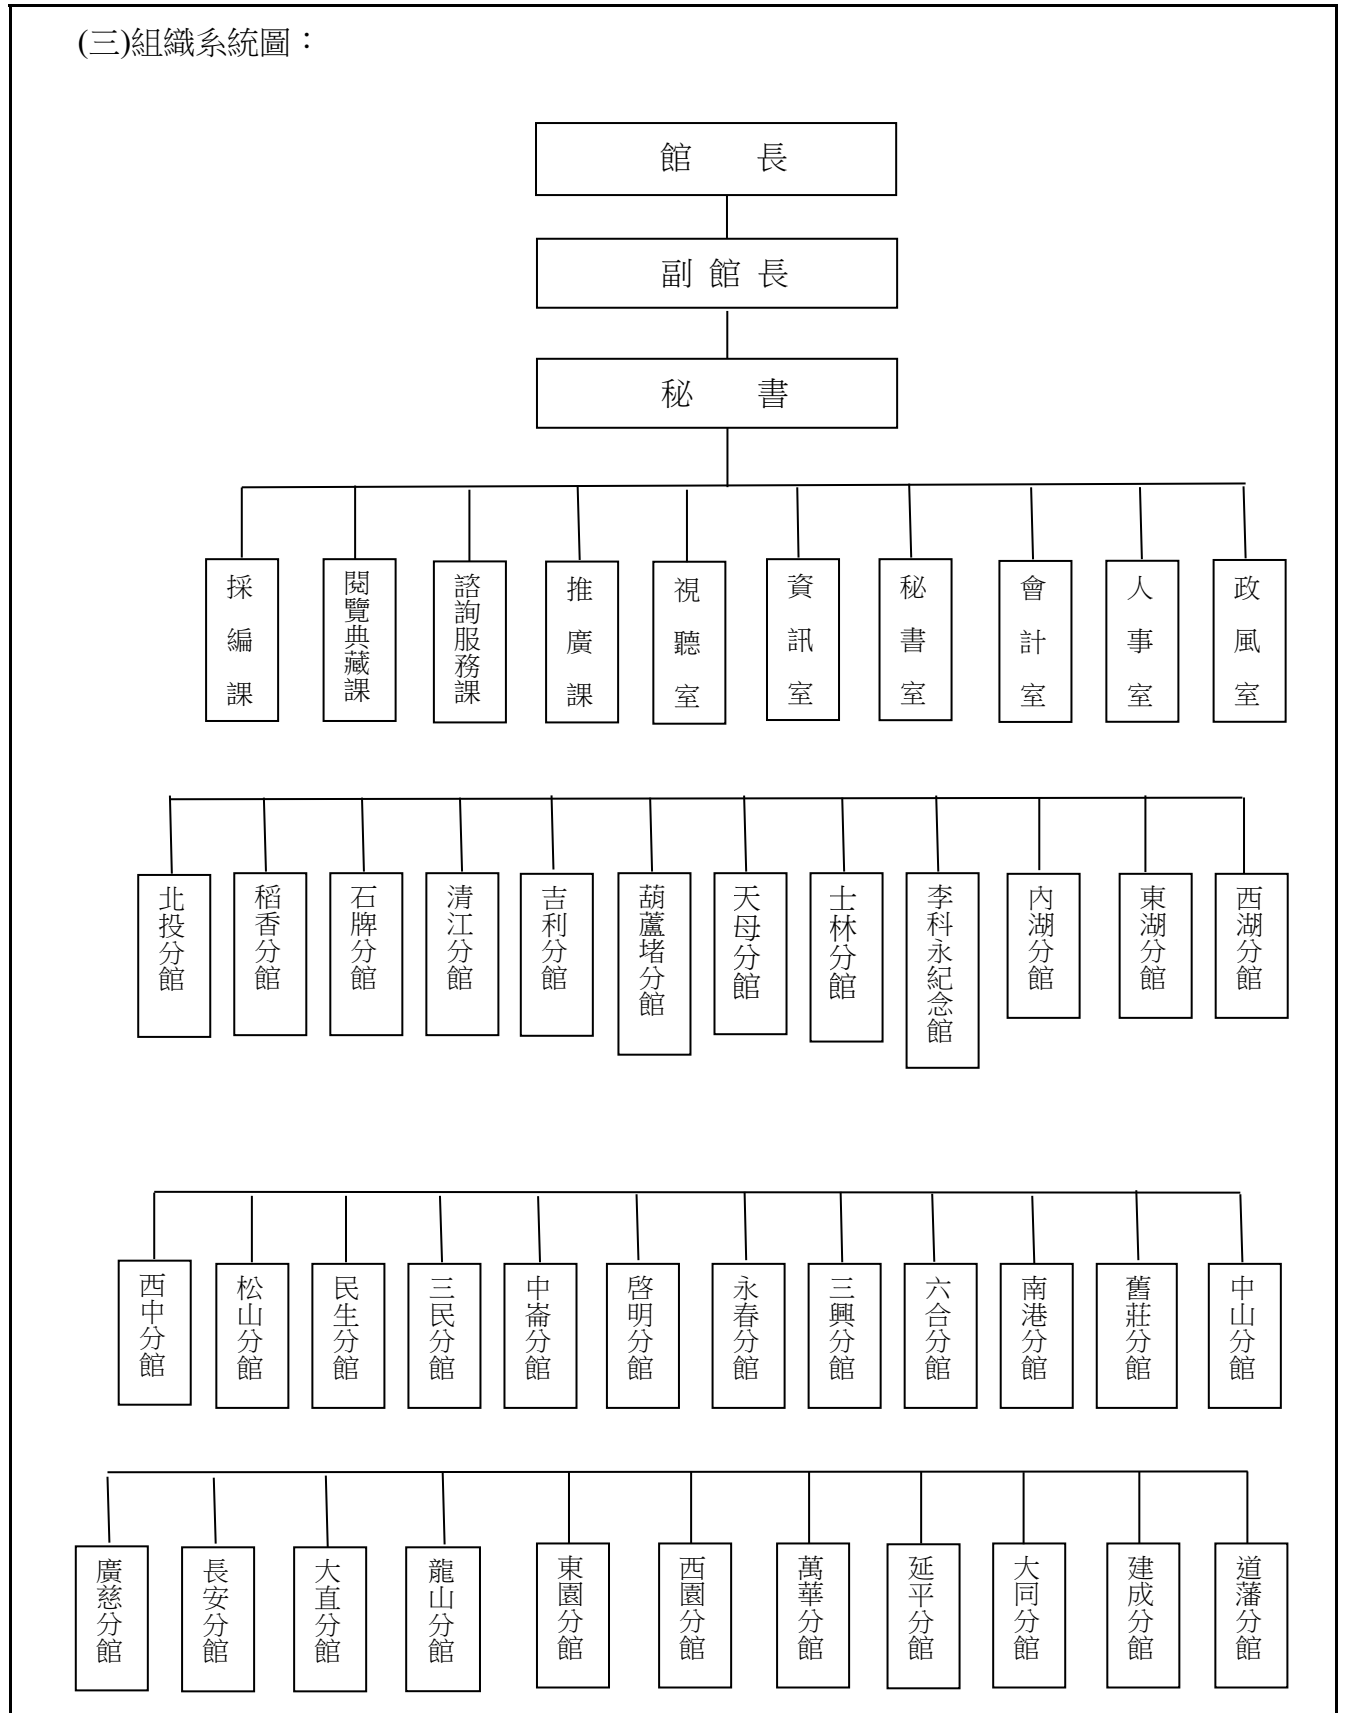 (三)組織系統圖：
館　　長
副 館 長
秘　　書
採編課
閱覽典藏課
諮詢服務課
推廣課
視聽室
資訊室
秘書室
會計室
人事室
政風室
北投分館
稻香分館
石牌分館
清江分館
吉利分館
葫蘆堵分館
天母分館
士林分館
李科永紀念館
內湖分館
東湖分館
西湖分館
西中分館
松山分館
民生分館
三民分館
中崙分館
啓明分館
永春分館
三興分館
六合分館
南港分館
舊莊分館
中山分館
廣慈分館
長安分館
大直分館
龍山分館
東園分館
西園分館
萬華分館
延平分館
大同分館
建成分館
道藩分館